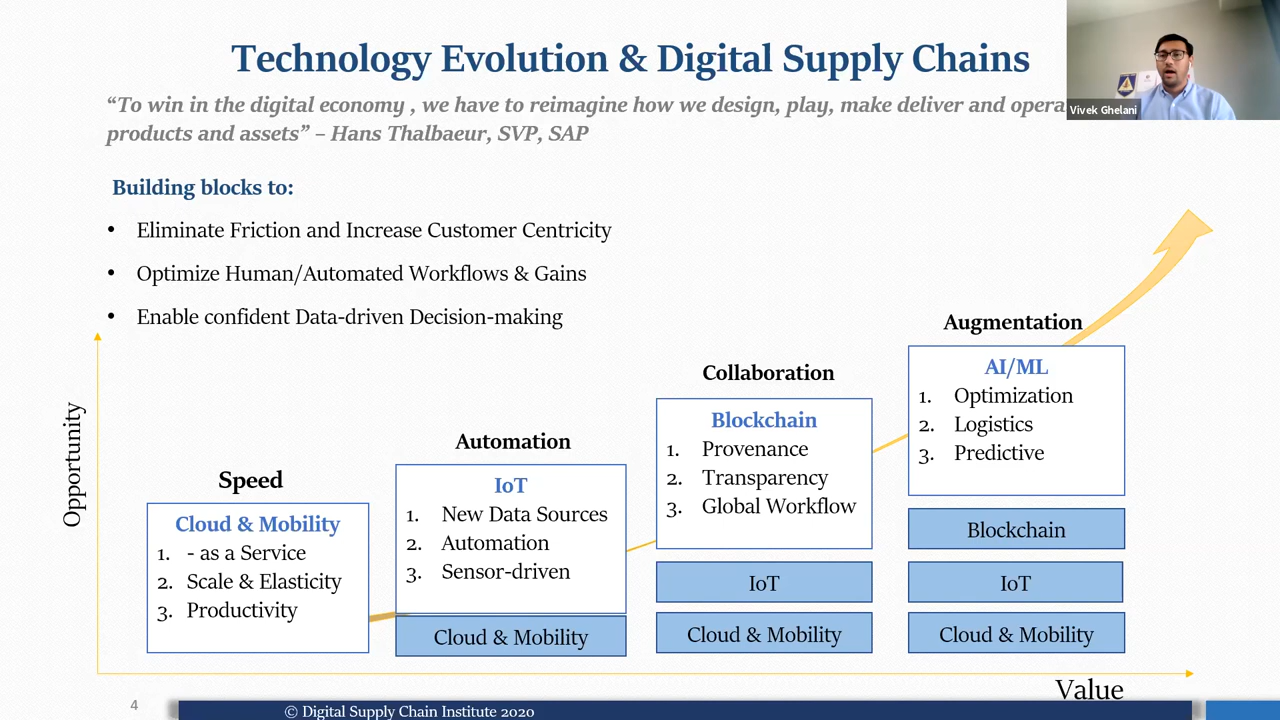 Technology Evolution & Digital Supply Chains
“To win in the digital economy , we have to reimagine how we design, play, make deliver and opera
products and assets” – Hans Thalbaeur, SVP, SAP
Vivek Ghelani
Building blocks to:
• Eliminate Friction and Increase Customer Centricity
• Optimize Human/Automated Workflows & Gains
• Enable confident Data-driven Decision-making
Opportunity
Speed
Cloud & Mobility
1. - as a Service
2. Scale & Elasticity
3. Productivity
Automation
IoT
1. New Data Sources
2. Automation
3. Sensor-driven
Cloud & Mobility
Collaboration
Blockchain
1. Provenance
2. Transparency
3. Global Workflow
IoT
Cloud & Mobility
Augmentation
AI/ML
1. Optimization
2. Logistics
3. Predictive
Blockchain
IoT
Cloud & Mobility
Value
4
© Digital Supply Chain Institute 2020